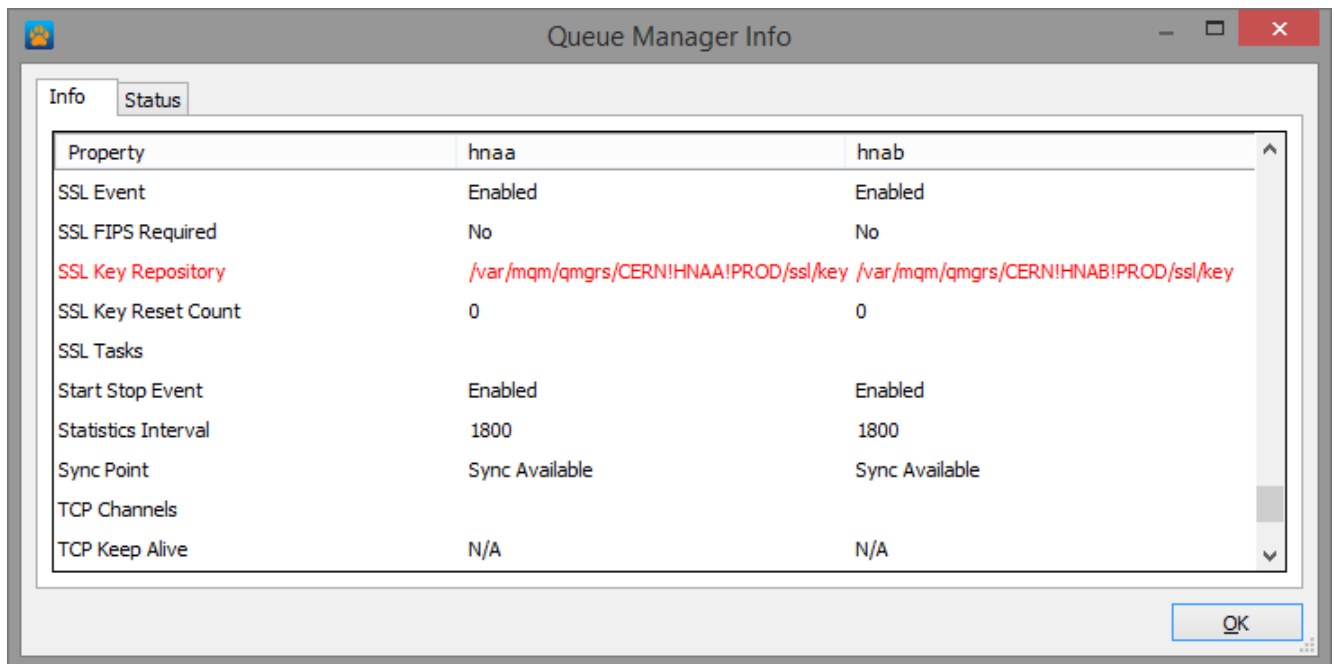 Queue Manager Info
Info Status
Property hnaa hnab
SSL Event Enabled Enabled
SSL FIPS Required No No
SSL Key Repository /var/mqm/qmgrs/CERN!HNAA!PROD/ssl/key /var/mqm/qmgrs/CERN!HNAB!PROD/ssl/key
SSL Key Reset Count 0 0
SSL Tasks
Start Stop Event Enabled Enabled
Statistics Interval 1800 1800
Sync Point Sync Available Sync Available
TCP Channels
TCP Keep Alive N/A N/A
OK